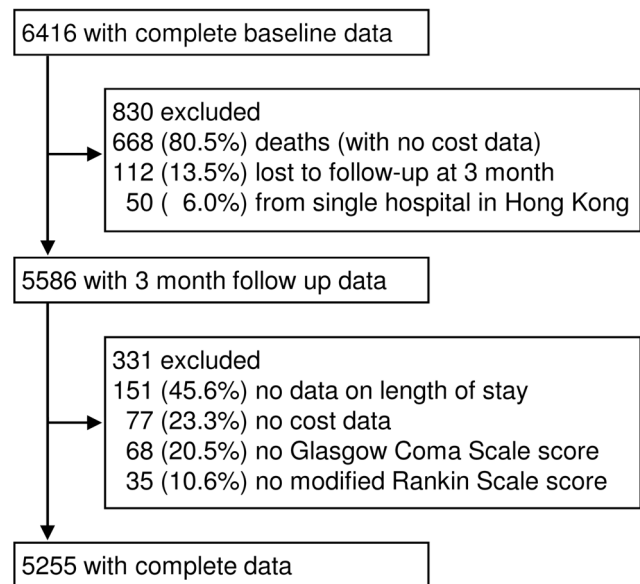 6416 with complete baseline data
830 excluded
668 (80.5%) deaths (with no cost data)
112 (13.5%) lost to follow-up at 3 month
50 ( 6.0%) from single hospital in Hong Kong
5586 with 3 month follow up data
331 excluded
151 (45.6%) no data on length of stay
77 (23.3%) no cost data
68 (20.5%) no Glasgow Coma Scale score
35 (10.6%) no modified Rankin Scale score
5255 with complete data